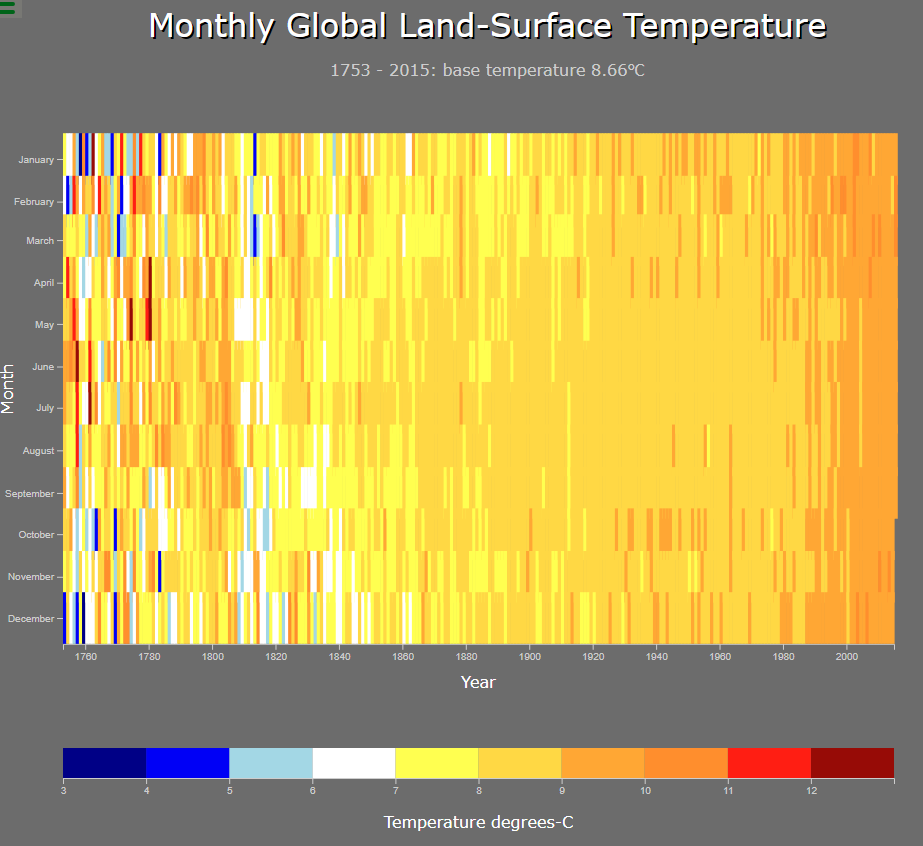 Monthly Global Land-Surface Temperature
1753 - 2015: base temperature 8.66℃
Month
January
February
March
April
May
June
July
August
September
October
November
December
1760 1780 1800 1820 1840 1860 1880 1900 1920 1940 1960 1980 2000
Year
3 4 5 6 7 8 9 10 11 12
Temperature degrees-C